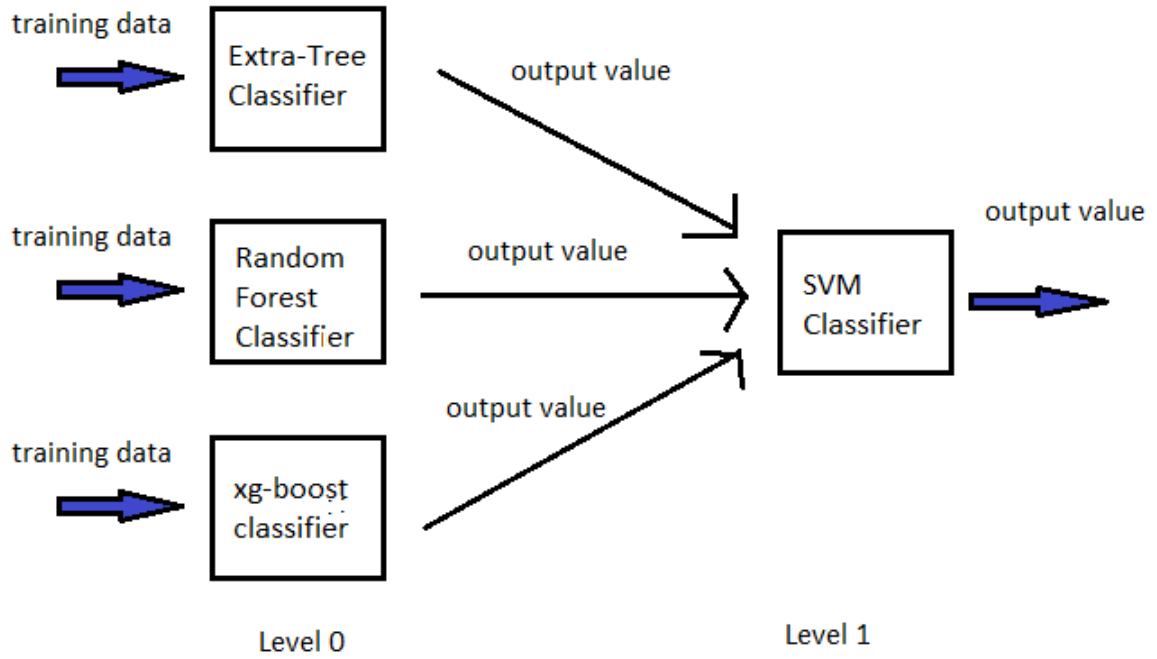 training data
Extra-Tree
Classifier
output value
training data
Random
Forest
Classifier
output value
output value
SVM
Classifier
training data
xg-boost
classifier
output value
Level 0
Level 1